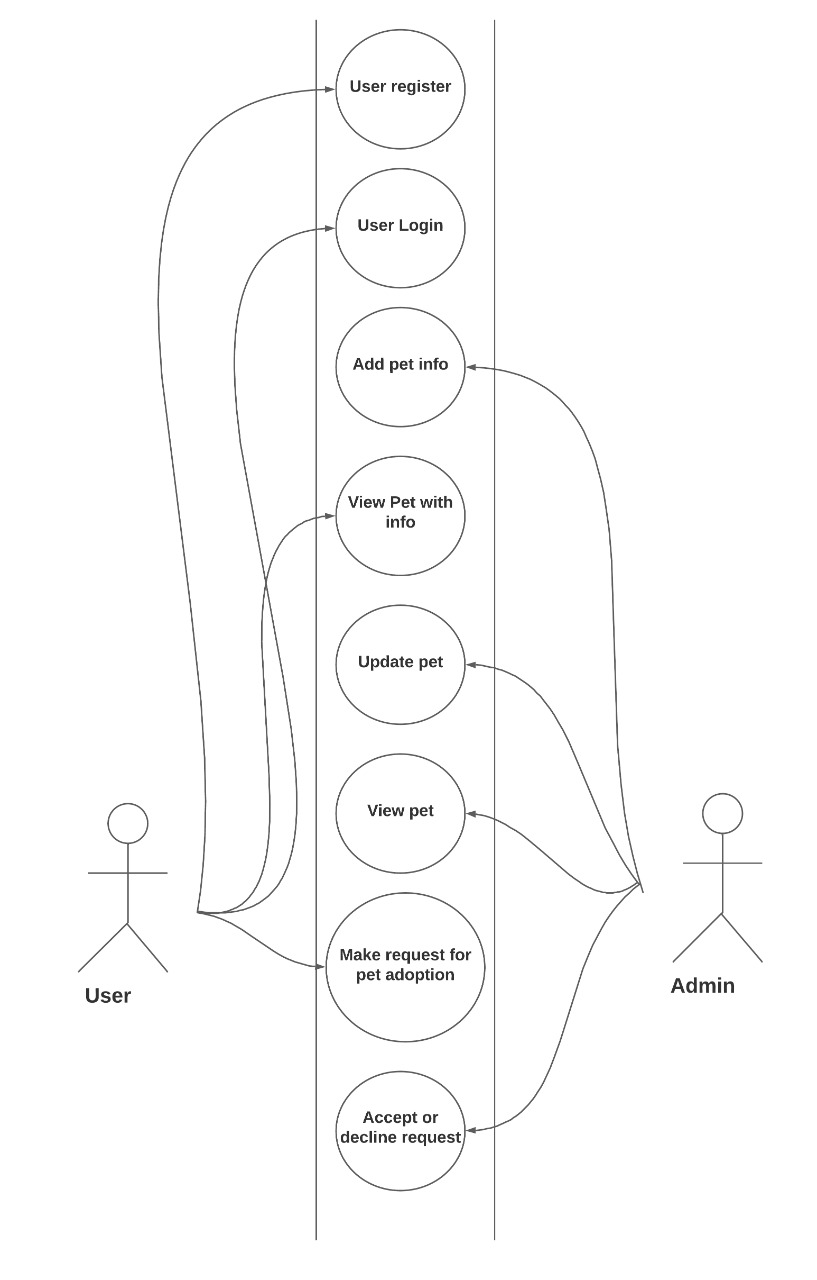 User register
User Login
Add pet info
View Pet with
info
Update pet
View pet
Make request for
pet adoption
User
Admin
Accept or
decline request